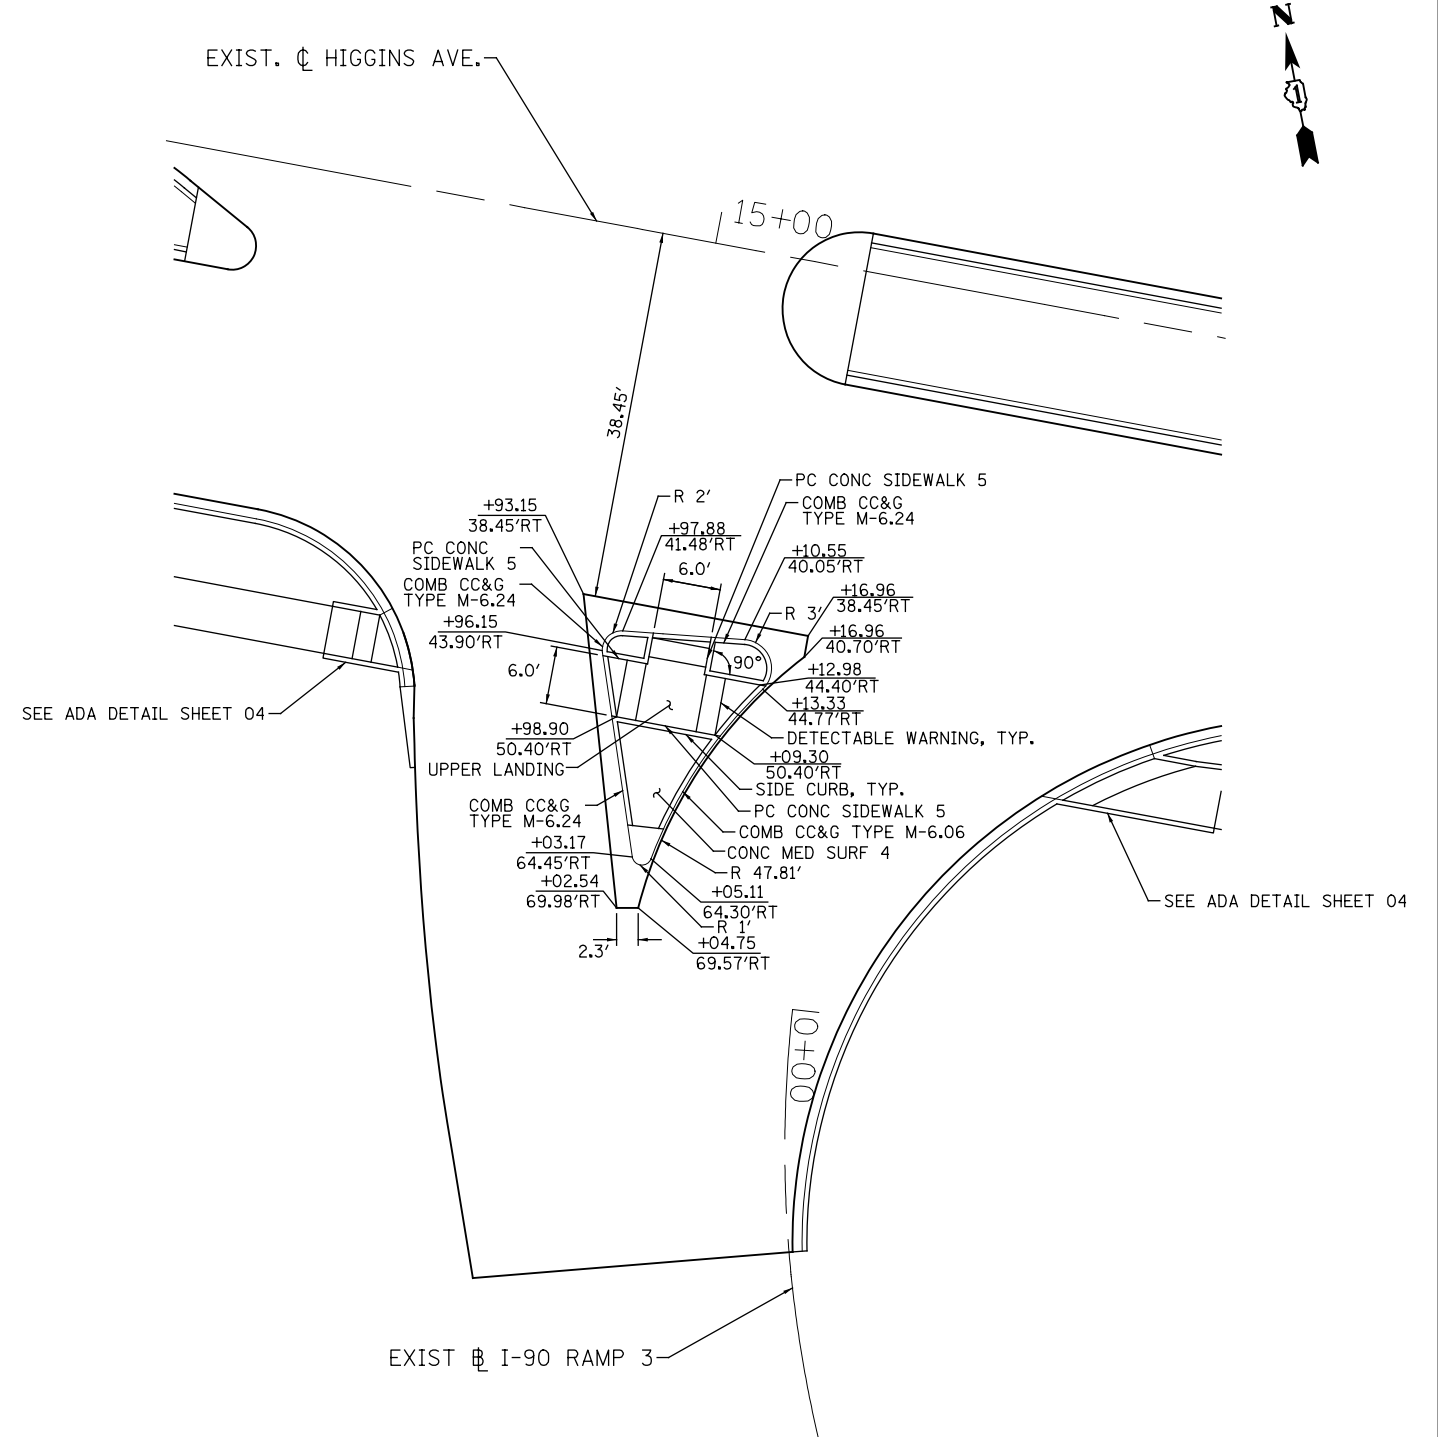 N
1
EXIST. ℄ HIGGINS AVE.
15+00
38.45'
PC CONC SIDEWALK 5
COMB CC&G
TYPE M-6.24
R 2'
+93.15
38.45'RT
+97.88
41.48'RT
PC CONC
SIDEWALK 5
+10.55
40.05'RT
6.0'
COMB CC&G
TYPE M-6.24
+16.96
38.45'RT
R 3'
+96.15
43.90'RT
+16.96
40.70'RT
90°
6.0'
+12.98
44.40'RT
+13.33
44.77'RT
SEE ADA DETAIL SHEET 04
+98.90
50.40'RT
DETECTABLE WARNING, TYP.
+09.30
50.40'RT
UPPER LANDING
SIDE CURB, TYP.
COMB CC&G
TYPE M-6.24
PC CONC SIDEWALK 5
COMB CC&G TYPE M-6.06
+03.17
64.45'RT
CONC MED SURF 4
R 47.81'
+02.54
69.98'RT
+05.11
64.30'RT
SEE ADA DETAIL SHEET 04
R 1'
2.3'
+04.75
69.57'RT
10+00
EXIST BL I-90 RAMP 3